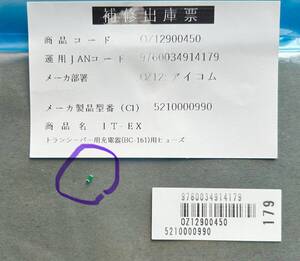 補修出庫票
商品コード OZ12900450
運用JANコード 9760034914179
メーカ部署 OZ12:アイコム
メーカ製品型番(CI) 5210000990
商品名 IT-EX
トランシーバー用充電器(BC-161)用ヒューズ
9760034914179
OZ12900450
5210000990
179